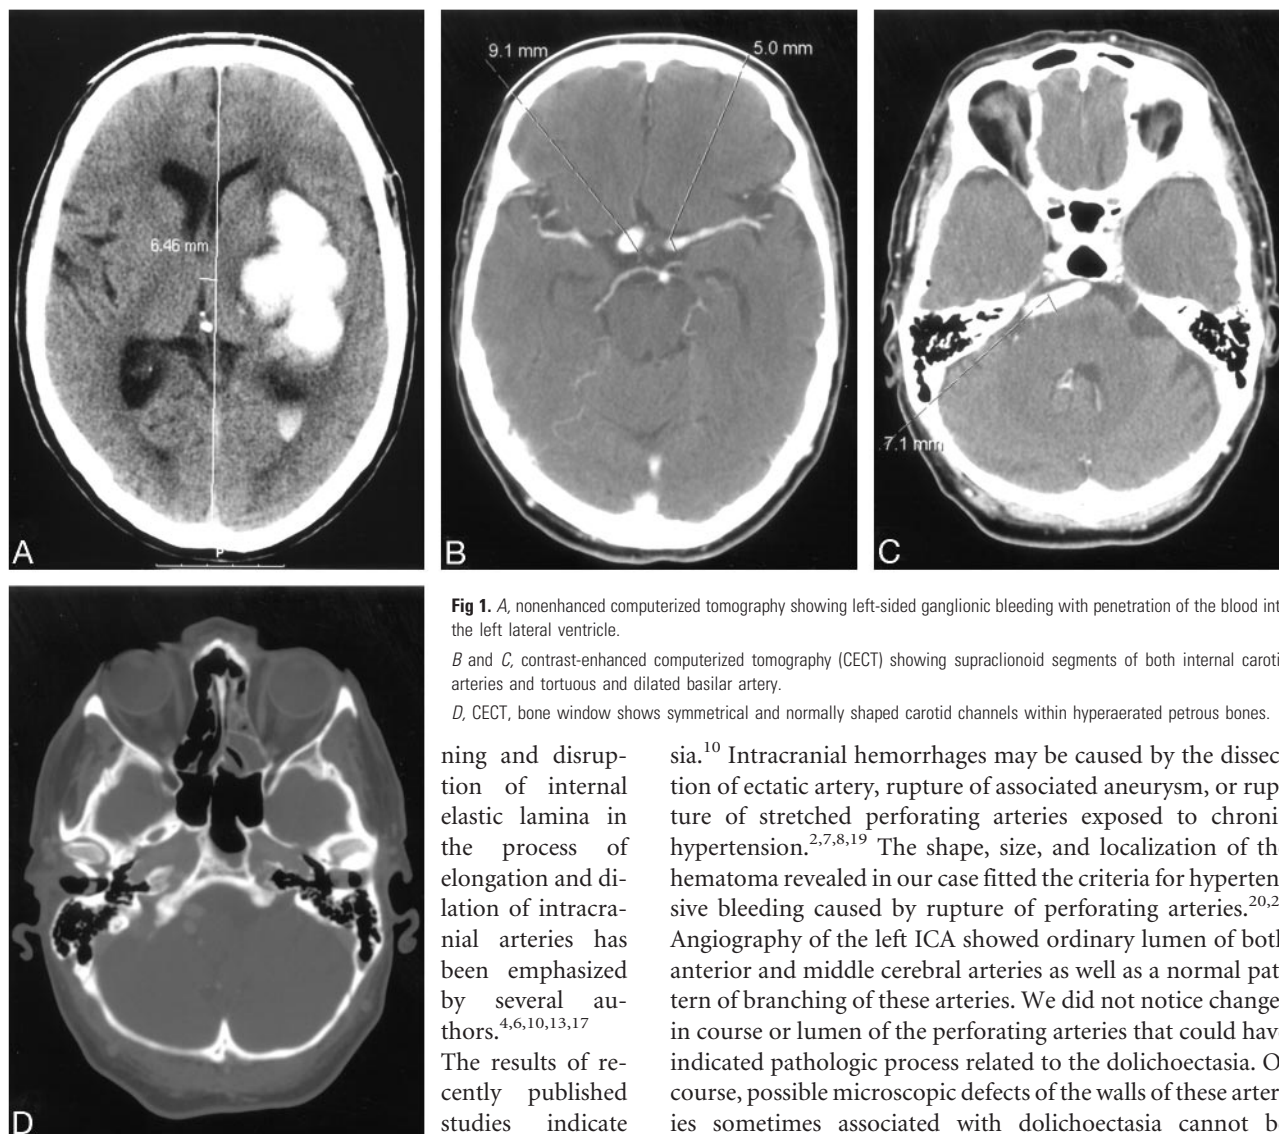 9.1 mm
5.0 mm
6.46 mm
7.1 mm
A
P
B
C
D
Fig 1. A, nonenhanced computerized tomography showing left-sided ganglionic bleeding with penetration of the blood int
the left lateral ventricle.
B and C, contrast-enhanced computerized tomography (CECT) showing supraclionoid segments of both internal caroti
arteries and tortuous and dilated basilar artery.
D, CECT, bone window shows symmetrical and normally shaped carotid channels within hyperaerated petrous bones.
ning and disrup-
tion of internal
elastic lamina in
the process of
elongation and di-
lation of intracra-
nial arteries has
been emphasized
by several au-
thors.4,6,10,13,17
The results of re-
cently published
studies indicate
sia.10 Intracranial hemorrhages may be caused by the dissec
tion of ectatic artery, rupture of associated aneurysm, or rup
ture of stretched perforating arteries exposed to chroni
hypertension.2,7,8,19 The shape, size, and localization of the
hematoma revealed in our case fitted the criteria for hyperten
sive bleeding caused by rupture of perforating arteries.20,2
Angiography of the left ICA showed ordinary lumen of both
anterior and middle cerebral arteries as well as a normal pat
tern of branching of these arteries. We did not notice change
in course or lumen of the perforating arteries that could have
indicated pathologic process related to the dolichoectasia. O
course, possible microscopic defects of the walls of these arter
ies sometimes associated with dolichoectasia cannot b